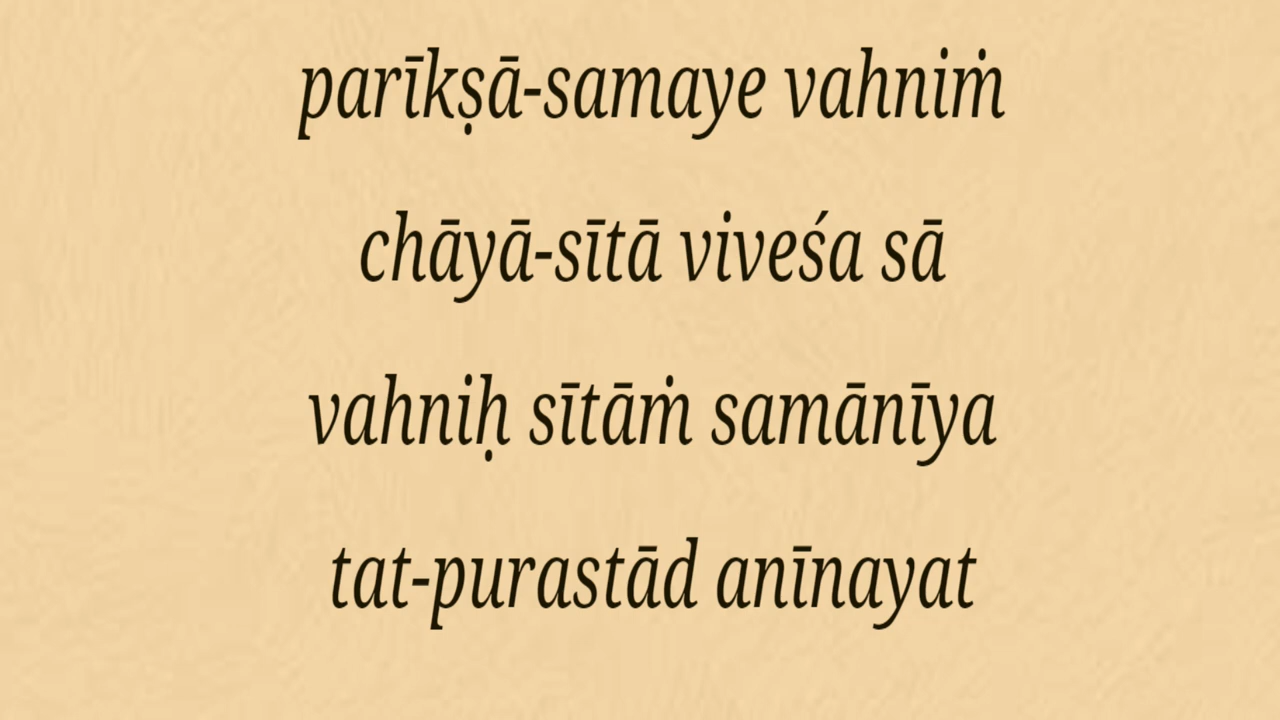 parīkṣā-samaye vahniṁ
chāyā-sītā viveśa sā
vahniḥ sītāṁ samānīya
tat-purastād anīnayat